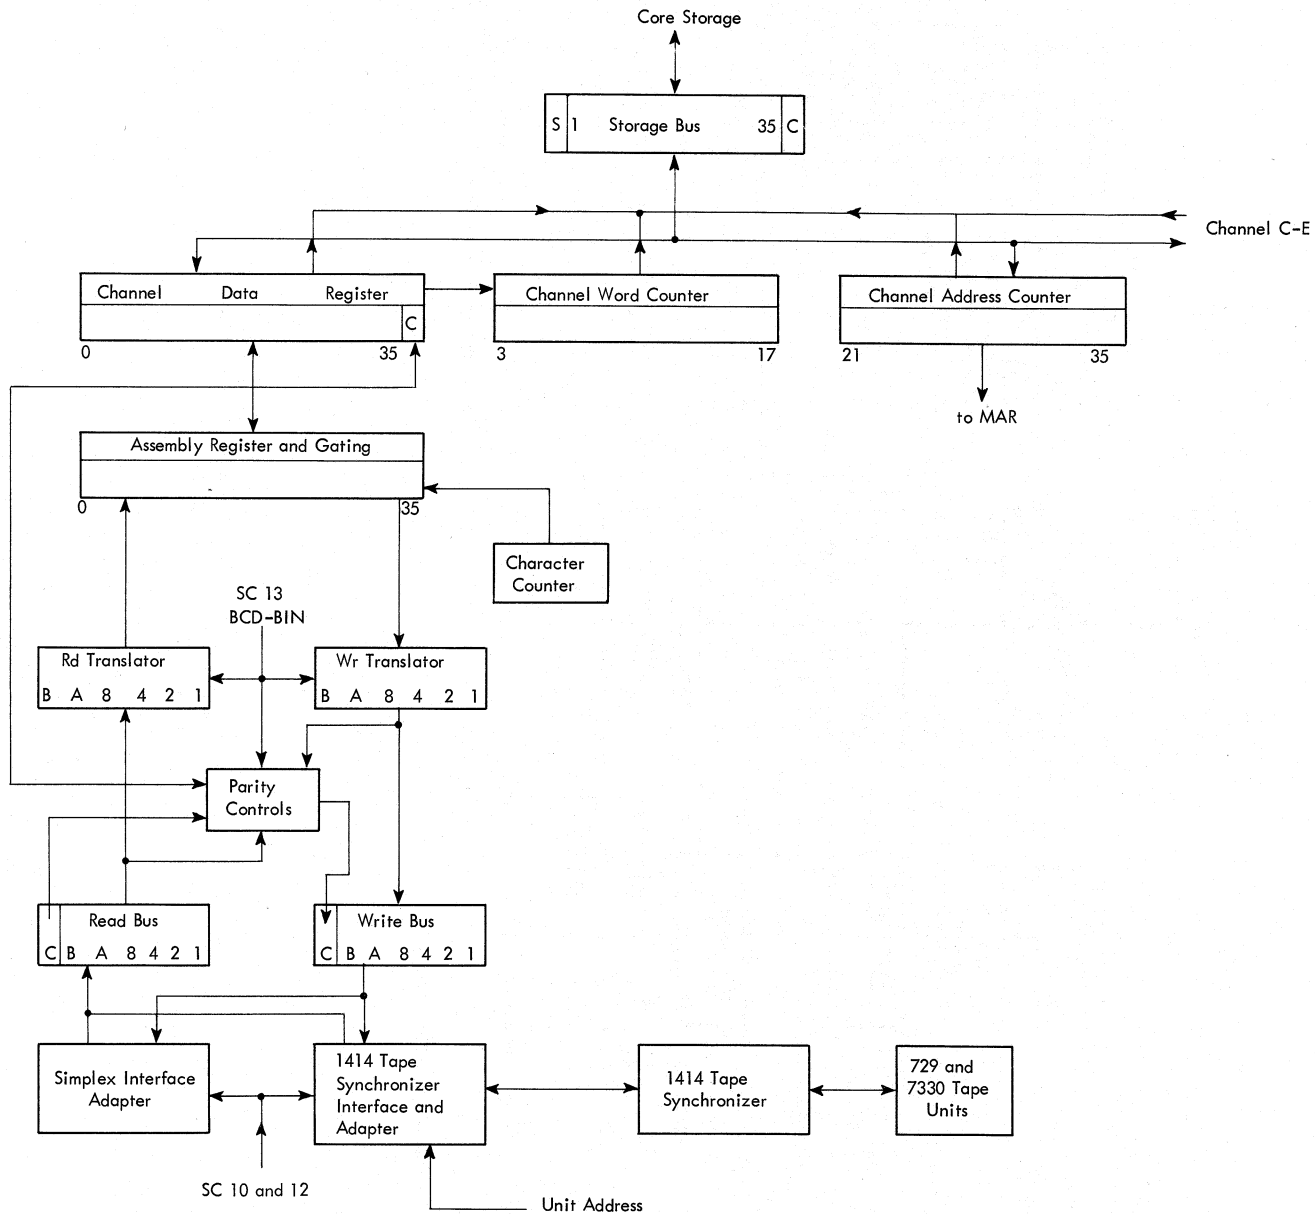 Core Storage
S 1 Storage Bus 35 C
Channel C-E
Channel Data Register
C
0 35
Channel Word Counter
3 17
Channel Address Counter
21 35
to MAR
Assembly Register and Gating
0 35
Character
Counter
SC 13
BCD-BIN
Rd Translator
B A 8 4 2 1
Wr Translator
B A 8 4 2 1
Parity
Controls
Read Bus
C B A 8 4 2 1
Write Bus
C B A 8 4 2 1
Simplex Interface
Adapter
1414 Tape
Synchronizer
Interface and
Adapter
1414 Tape
Synchronizer
729 and
7330 Tape
Units
SC 10 and 12
Unit Address